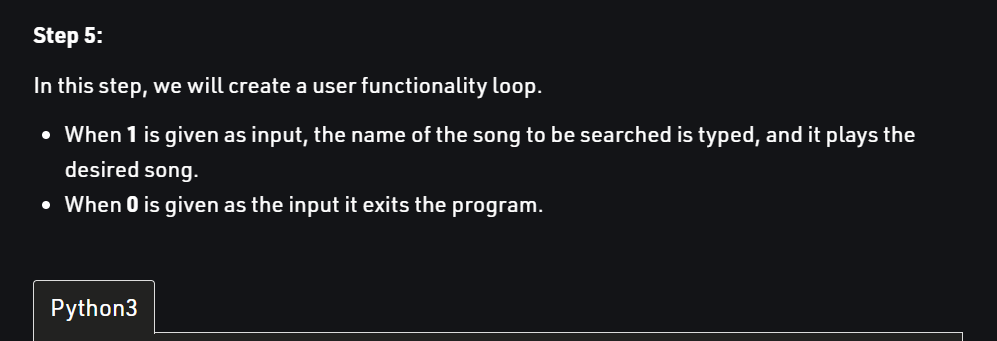 Step 5:
In this step, we will create a user functionality loop.
• When 1 is given as input, the name of the song to be searched is typed, and it plays the
desired song.
• When 0 is given as the input it exits the program.
Python3